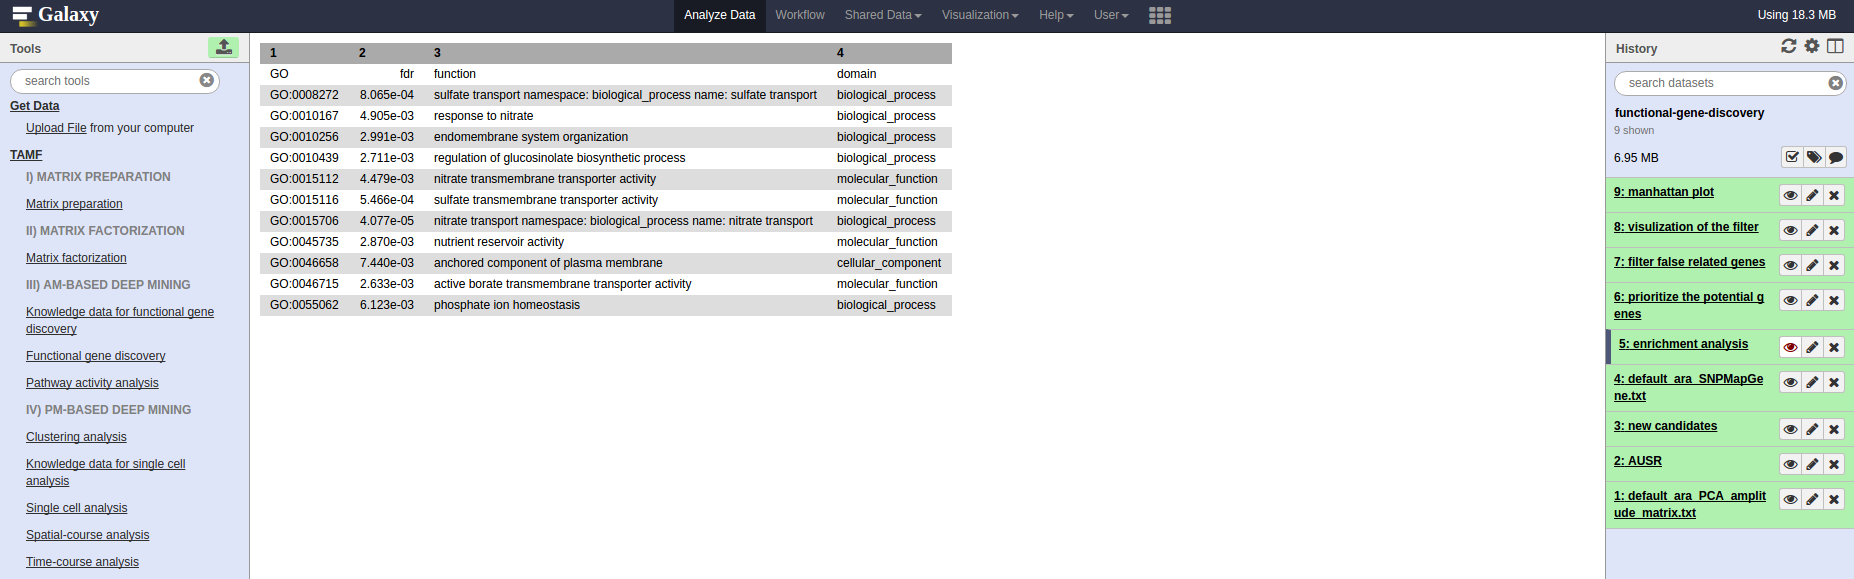 Galaxy
Analyze Data
Workflow
Shared Data
Visualization
Help
User
Using 18.3 MB
Tools
search tools
Get Data
Upload File from your computer
TAMF
I) MATRIX PREPARATION
Matrix preparation
II) MATRIX FACTORIZATION
Matrix factorization
III) AM-BASED DEEP MINING
Knowledge data for functional gene
discovery
Functional gene discovery
Pathway activity analysis
IV) PM-BASED DEEP MINING
Clustering analysis
Knowledge data for single cell
analysis
Single cell analysis
Spatial-course analysis
Time-course analysis
1 2 3 4
GO fdr function domain
GO:0008272 8.065e-04 sulfate transport namespace: biological_process name: sulfate transport biological_process
GO:0010167 4.905e-03 response to nitrate biological_process
GO:0010256 2.991e-03 endomembrane system organization biological_process
GO:0010439 2.711e-03 regulation of glucosinolate biosynthetic process biological_process
GO:0015112 4.479e-03 nitrate transmembrane transporter activity molecular_function
GO:0015116 5.466e-04 sulfate transmembrane transporter activity molecular_function
GO:0015706 4.077e-05 nitrate transport namespace: biological_process name: nitrate transport biological_process
GO:0045735 2.870e-03 nutrient reservoir activity molecular_function
GO:0046658 7.440e-03 anchored component of plasma membrane cellular_component
GO:0046715 2.633e-03 active borate transmembrane transporter activity molecular_function
GO:0055062 6.123e-03 phosphate ion homeostasis biological_process
History
search datasets
functional-gene-discovery
9 shown
6.95 MB
9: manhattan plot
8: visulization of the filter
7: filter false related genes
6: prioritize the potential g
enes
5: enrichment analysis
4: default_ara_SNPMapGe
ne.txt
3: new candidates
2: AUSR
1: default_ara_PCA_amplit
ude_matrix.txt